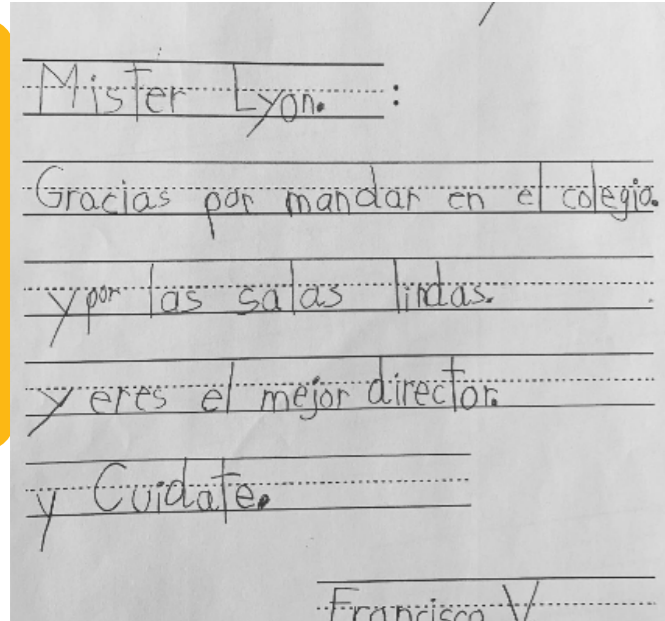 Mister Lyon. :
Gracias por mandar en el colegio.
y por las salas lindas.
y eres el mejor director.
y Cuidate.
Francisco V